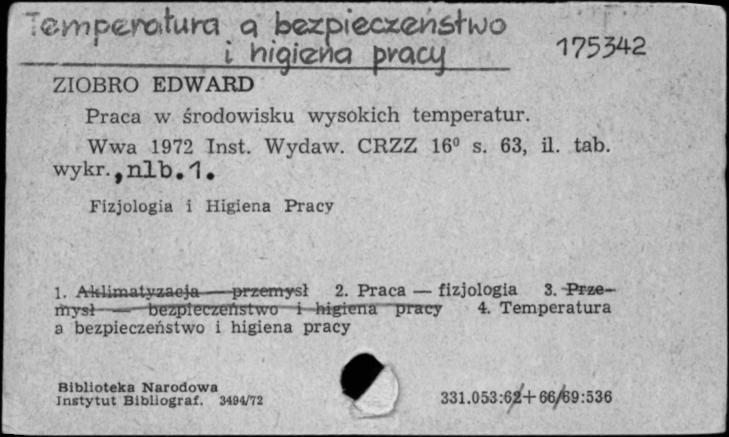 Temperatura a bezpieczeństwo
i higiena pracy
175342
ZIOBRO EDWARD
Praca w środowisku wysokich temperatur.
Wwa 1972 Inst. Wydaw. CRZZ 16⁰ s. 63, il. tab.
wykr., nlb. 1.
Fizjologia i Higiena Pracy
1. Aklimatyzacja — przemysł 2. Praca — fizjologia 3. Prze-
mysł — bezpieczeństwo i higiena pracy 4. Temperatura
a bezpieczeństwo i higiena pracy
Biblioteka Narodowa
Instytut Bibliograf. 3494/72
331.053:62+66/69:536